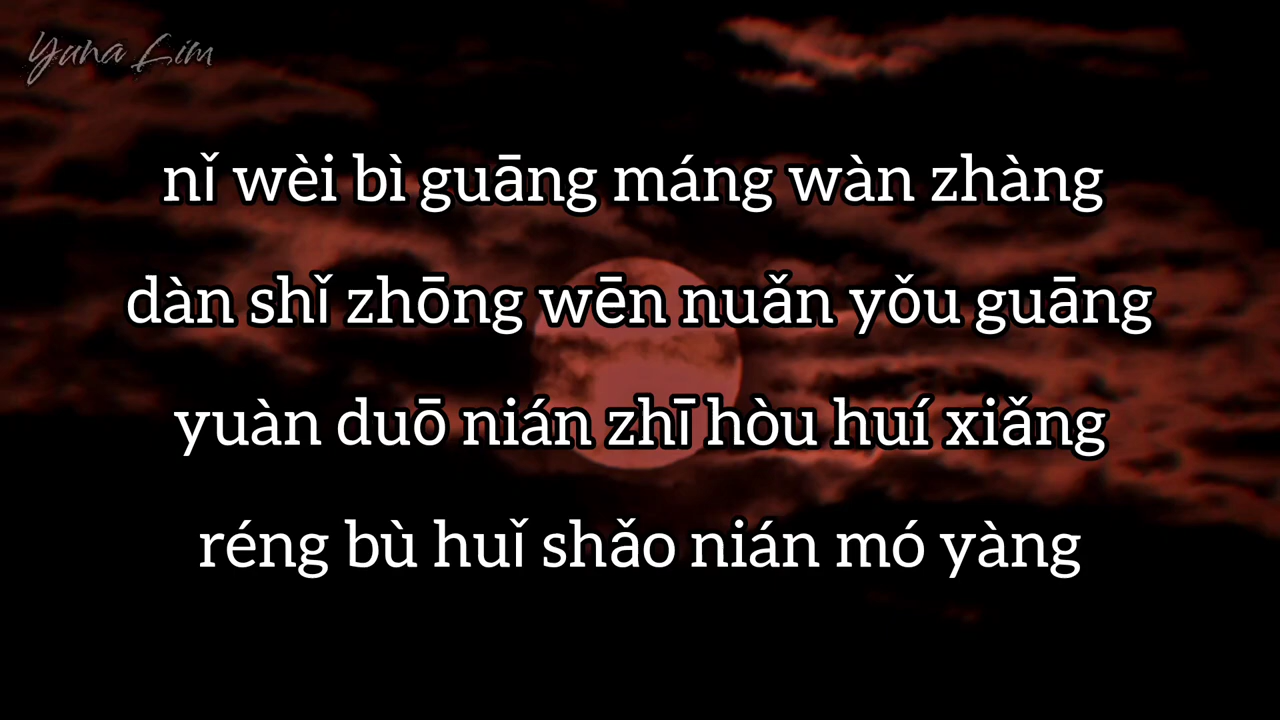 Yuna Lim
nǐ wèi bì guāng máng wàn zhàng
dàn shǐ zhōng wēn nuǎn yǒu guāng
yuàn duō nián zhī hòu huí xiǎng
réng bù huǐ shǎo nián mó yàng